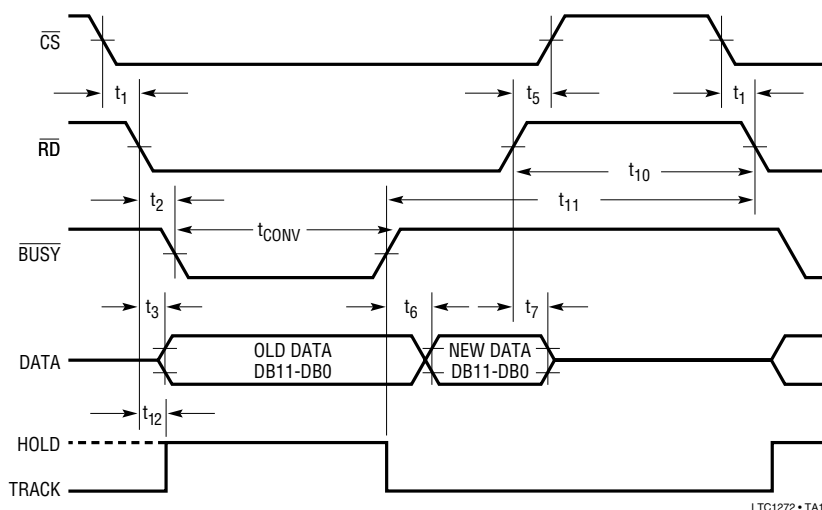 CS
t1 t5 t1
RD
t10
t2 t11
tCONV
BUSY
t3 t6 t7
OLD DATA NEW DATA
DATA
DB11-DB0 DB11-DB0
t12
HOLD
TRACK
LTC1272 • TA1